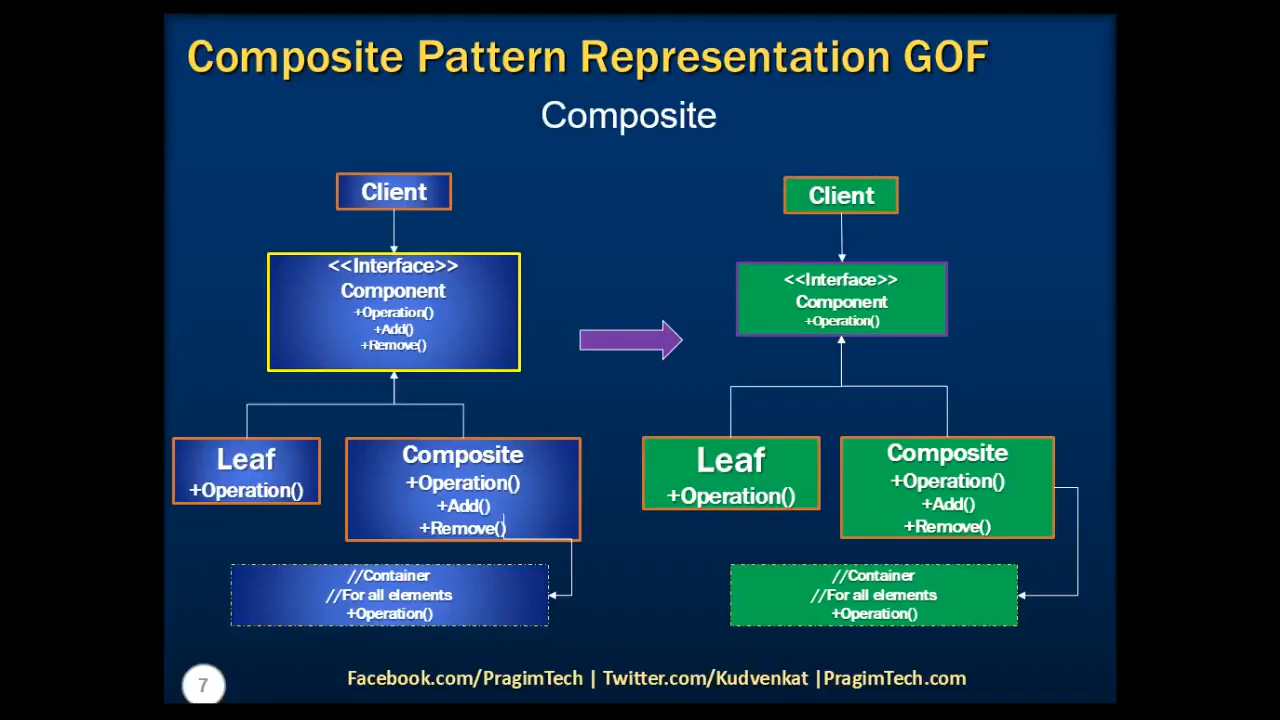 Composite Pattern Representation GOF
Composite
Client
<<Interface>>
Component
+Operation()
+Add()
+Remove()
Leaf
+Operation()
Composite
+Operation()
+Add()
+Remove()
//Container
//For all elements
+Operation()
Client
<<Interface>>
Component
+Operation()
Leaf
+Operation()
Composite
+Operation()
+Add()
+Remove()
//Container
//For all elements
+Operation()
7
Facebook.com/PragimTech | Twitter.com/Kudvenkat |PragimTech.com